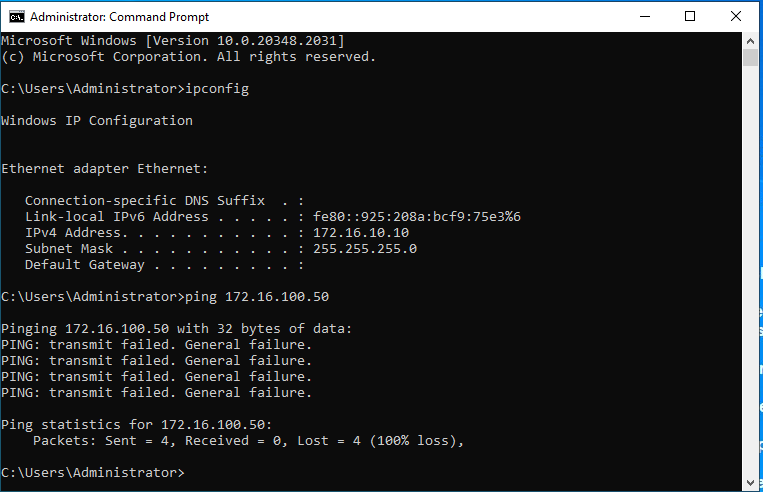 Administrator: Command Prompt
Microsoft Windows [Version 10.0.20348.2031]
(c) Microsoft Corporation. All rights reserved.
C:\Users\Administrator>ipconfig
Windows IP Configuration
Ethernet adapter Ethernet:
   Connection-specific DNS Suffix  . :
   Link-local IPv6 Address . . . . . : fe80::925:208a:bcf9:75e3%6
   IPv4 Address. . . . . . . . . . . : 172.16.10.10
   Subnet Mask . . . . . . . . . . . : 255.255.255.0
   Default Gateway . . . . . . . . . :
C:\Users\Administrator>ping 172.16.100.50
Pinging 172.16.100.50 with 32 bytes of data:
PING: transmit failed. General failure.
PING: transmit failed. General failure.
PING: transmit failed. General failure.
PING: transmit failed. General failure.
Ping statistics for 172.16.100.50:
    Packets: Sent = 4, Received = 0, Lost = 4 (100% loss),
C:\Users\Administrator>